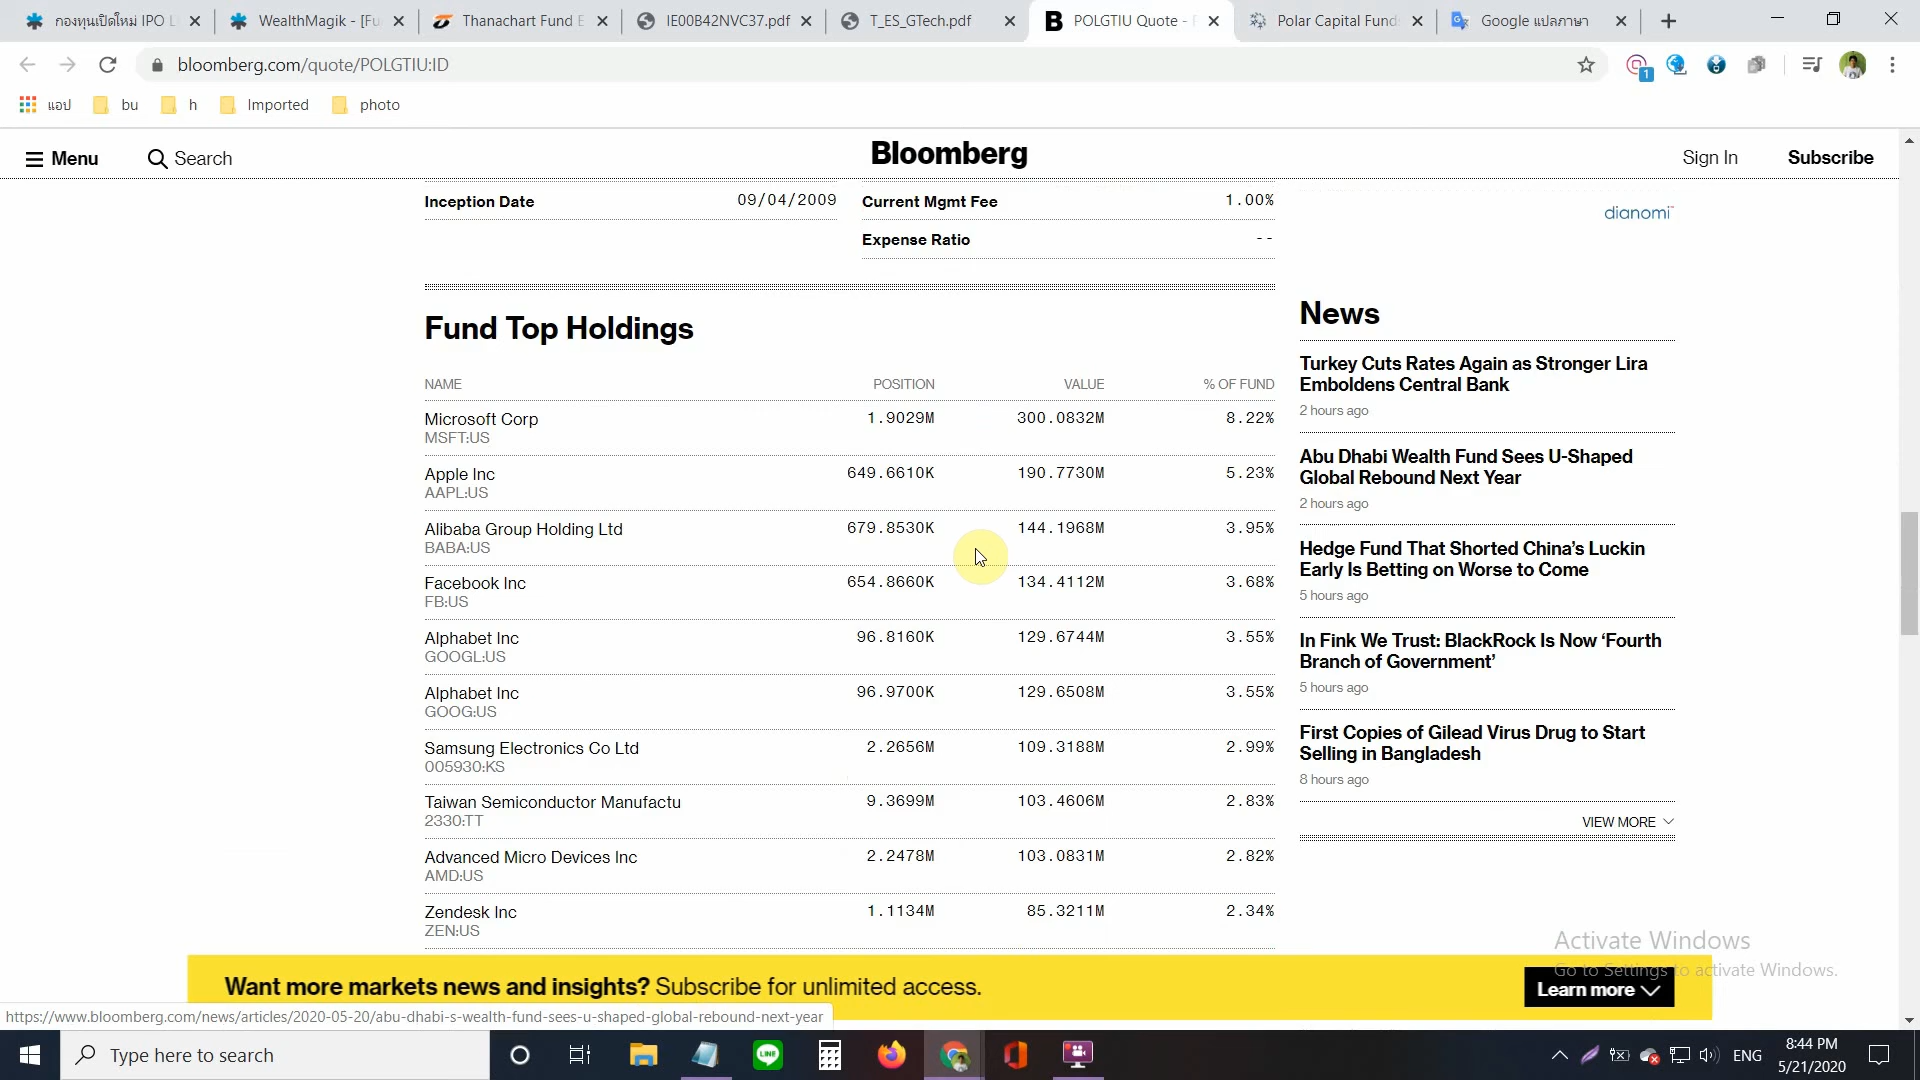 กองทุนเปิดใหม่ IPO
WealthMagik - [Fu
Thanachart Fund E
IE00B42NVC37.pdf
T_ES_GTech.pdf
POLGTIU Quote -
Polar Capital Fund
Google แปลภาษา
bloomberg.com/quote/POLGTIU:ID
1
แอป
bu
h
Imported
photo
Menu
Search
Bloomberg
Sign In
Subscribe
Inception Date 09/04/2009
Current Mgmt Fee 1.00%
Expense Ratio --
dianomi
Fund Top Holdings
NAME POSITION VALUE % OF FUND
Microsoft Corp 1.9029M 300.0832M 8.22%
MSFT:US
Apple Inc 649.6610K 190.7730M 5.23%
AAPL:US
Alibaba Group Holding Ltd 679.8530K 144.1968M 3.95%
BABA:US
Facebook Inc 654.8660K 134.4112M 3.68%
FB:US
Alphabet Inc 96.8160K 129.6744M 3.55%
GOOGL:US
Alphabet Inc 96.9700K 129.6508M 3.55%
GOOG:US
Samsung Electronics Co Ltd 2.2656M 109.3188M 2.99%
005930:KS
Taiwan Semiconductor Manufactu 9.3699M 103.4606M 2.83%
2330:TT
Advanced Micro Devices Inc 2.2478M 103.0831M 2.82%
AMD:US
Zendesk Inc 1.1134M 85.3211M 2.34%
ZEN:US
News
Turkey Cuts Rates Again as Stronger Lira
Emboldens Central Bank
2 hours ago
Abu Dhabi Wealth Fund Sees U-Shaped
Global Rebound Next Year
2 hours ago
Hedge Fund That Shorted China’s Luckin
Early Is Betting on Worse to Come
5 hours ago
In Fink We Trust: BlackRock Is Now ‘Fourth
Branch of Government’
5 hours ago
First Copies of Gilead Virus Drug to Start
Selling in Bangladesh
8 hours ago
VIEW MORE
Activate Windows
Go to Settings to activate Windows.
Want more markets news and insights? Subscribe for unlimited access.
Learn more
https://www.bloomberg.com/news/articles/2020-05-20/abu-dhabi-s-wealth-fund-sees-u-shaped-global-rebound-next-year
Type here to search
LINE
ENG
8:44 PM
5/21/2020